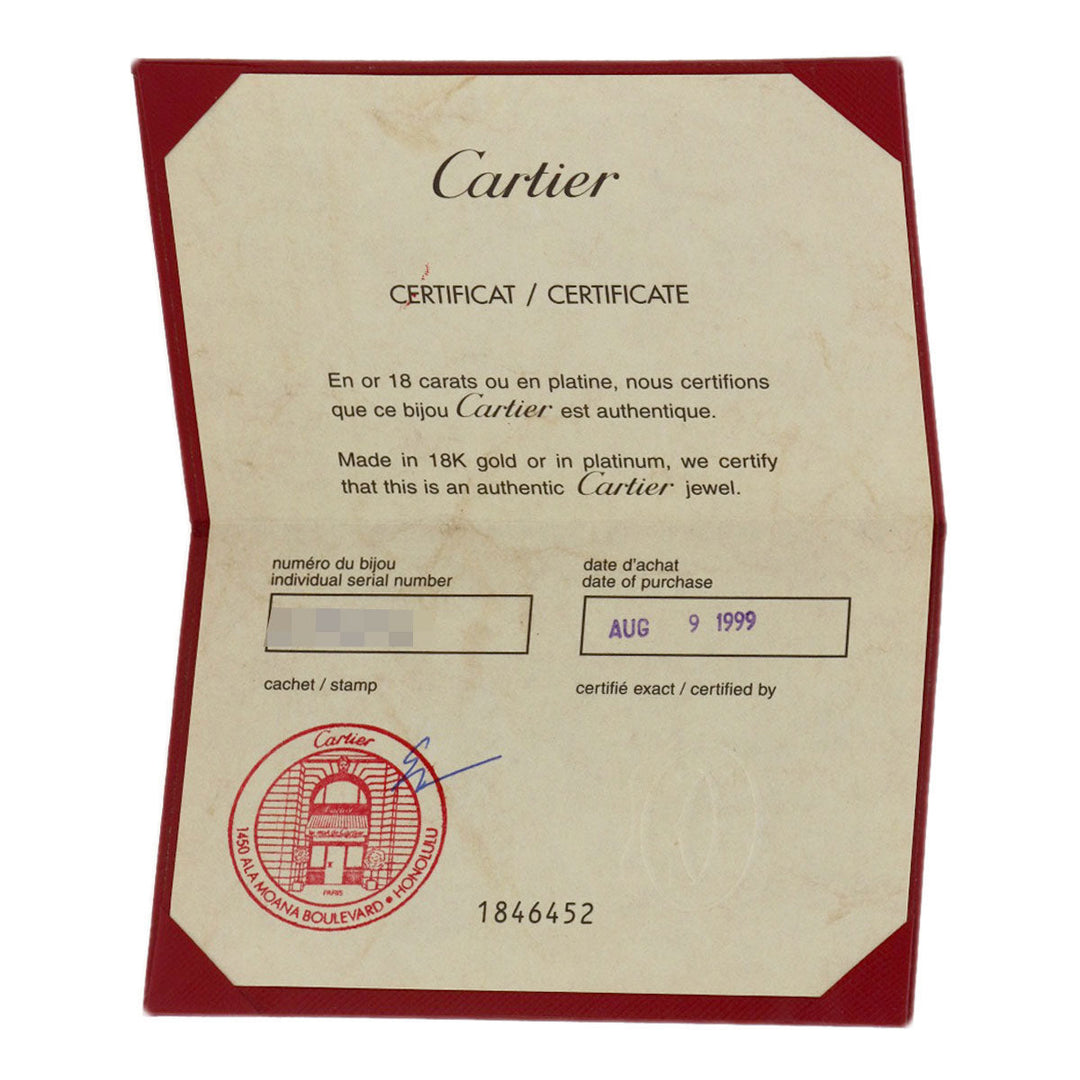 Cartier
CERTIFICAT / CERTIFICATE
En or 18 carats ou en platine, nous certifions
que ce bijou Cartier est authentique.
Made in 18K gold or in platinum, we certify
that this is an authentic Cartier jewel.
numéro du bijou
individual serial number
date d'achat
date of purchase
AUG 9 1999
cachet / stamp
certifié exact / certified by
Cartier
Cartier
PARIS
1450 ALA MOANA BOULEVARD • HONOLULU
1846452